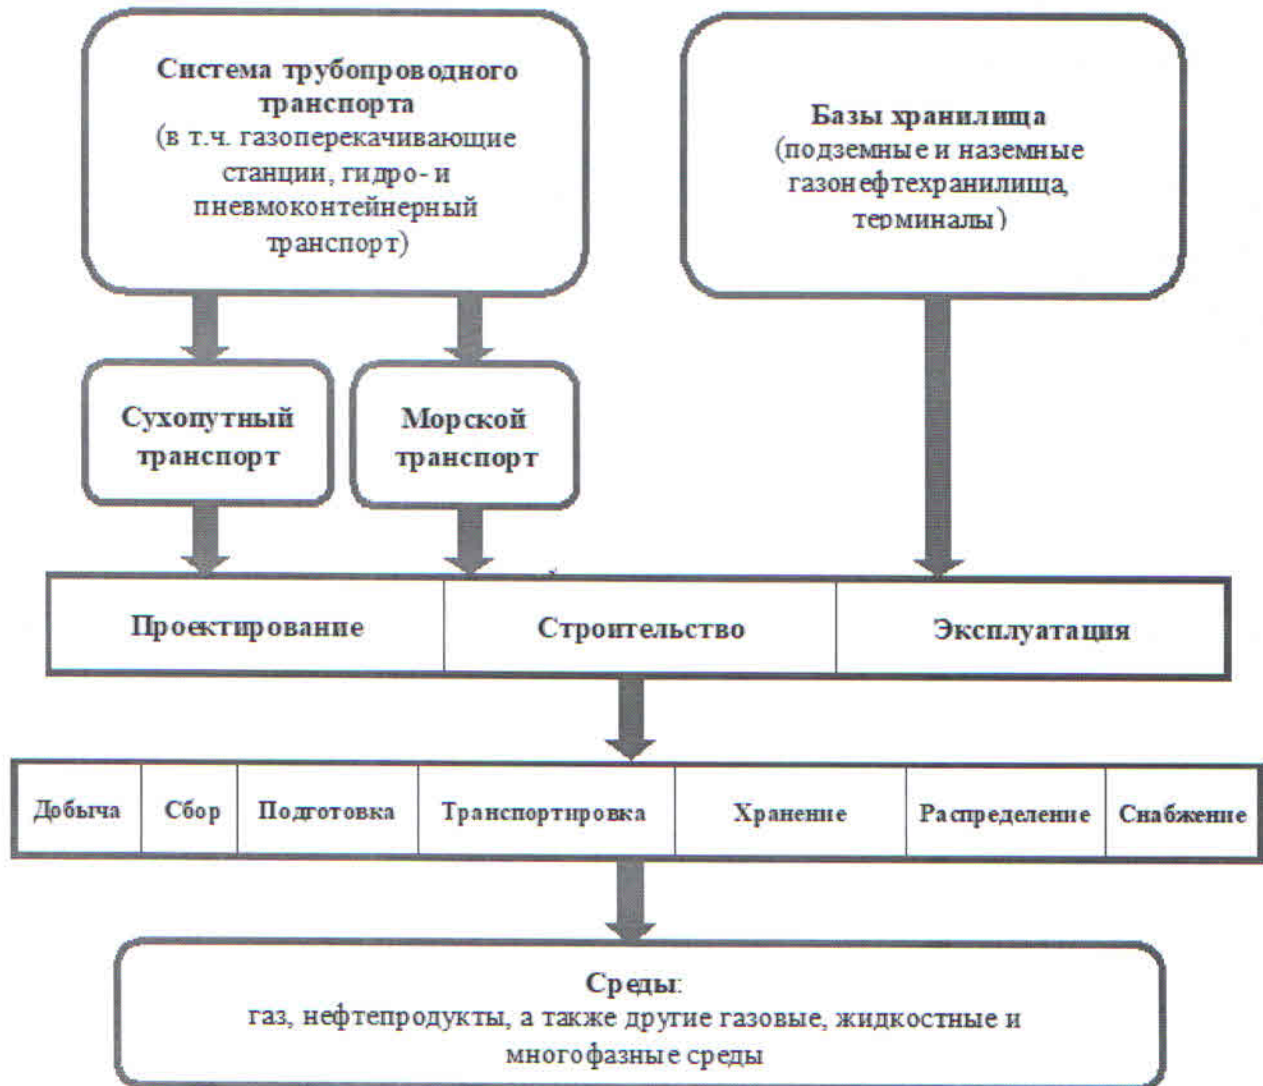 Система трубопроводного
транспорта
(в т.ч. газоперекачивающие
станции, гидро- и
пневмоконтейнерный
транспорт)
Базы хранилища
(подземные и наземные
газонефтехранилища,
терминалы)
Сухопутный
транспорт
Морской
транспорт
Проектирование
Строительство
Эксплуатация
Добыча
Сбор
Подготовка
Транспортировка
Хранение
Распределение
Снабжение
Среды:
газ, нефтепродукты, а также другие газовые, жидкостные и
многофазные среды